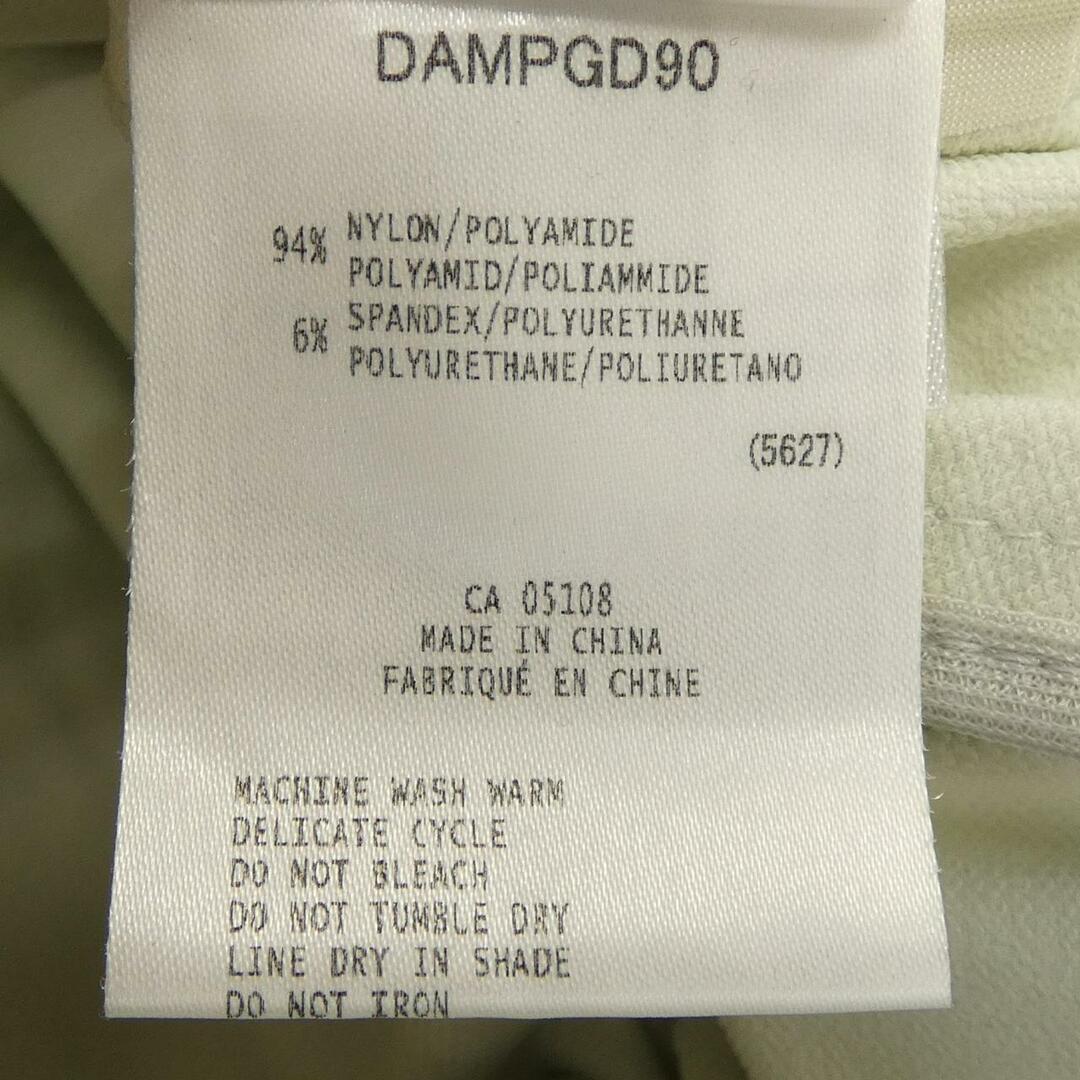 DAMPGD90
94% NYLON/POLYAMIDE
POLYAMID/POLIAMMIDE
6% SPANDEX/POLYURETHANNE
POLYURETHANE/POLIURETANO
(5627)
CA 05108
MADE IN CHINA
FABRIQUÉ EN CHINE
MACHINE WASH WARM
DELICATE CYCLE
DO NOT BLEACH
DO NOT TUMBLE DRY
LINE DRY IN SHADE
DO NOT IRON